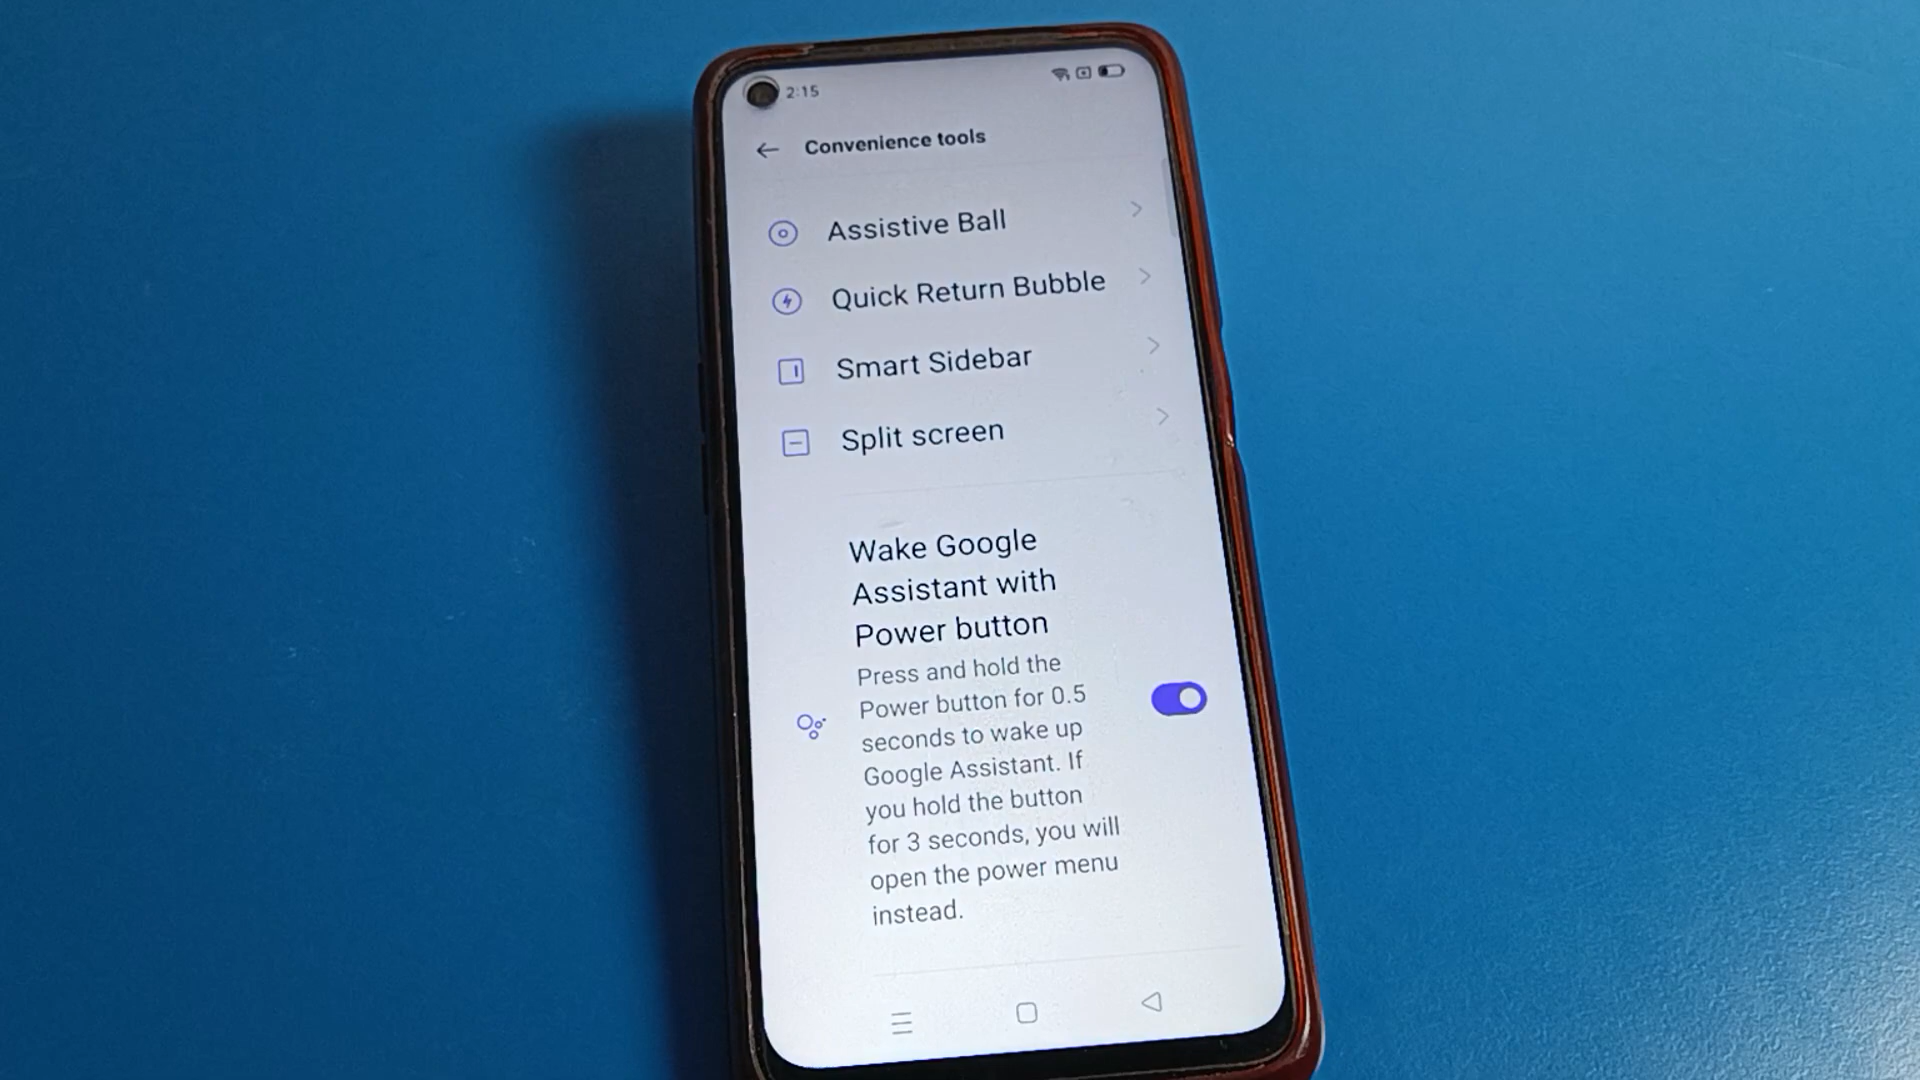 2:15
Convenience tools
Assistive Ball
Quick Return Bubble
Smart Sidebar
Split screen
Wake Google
Assistant with
Power button
Press and hold the
Power button for 0.5
seconds to wake up
Google Assistant. If
you hold the button
for 3 seconds, you will
open the power menu
instead.